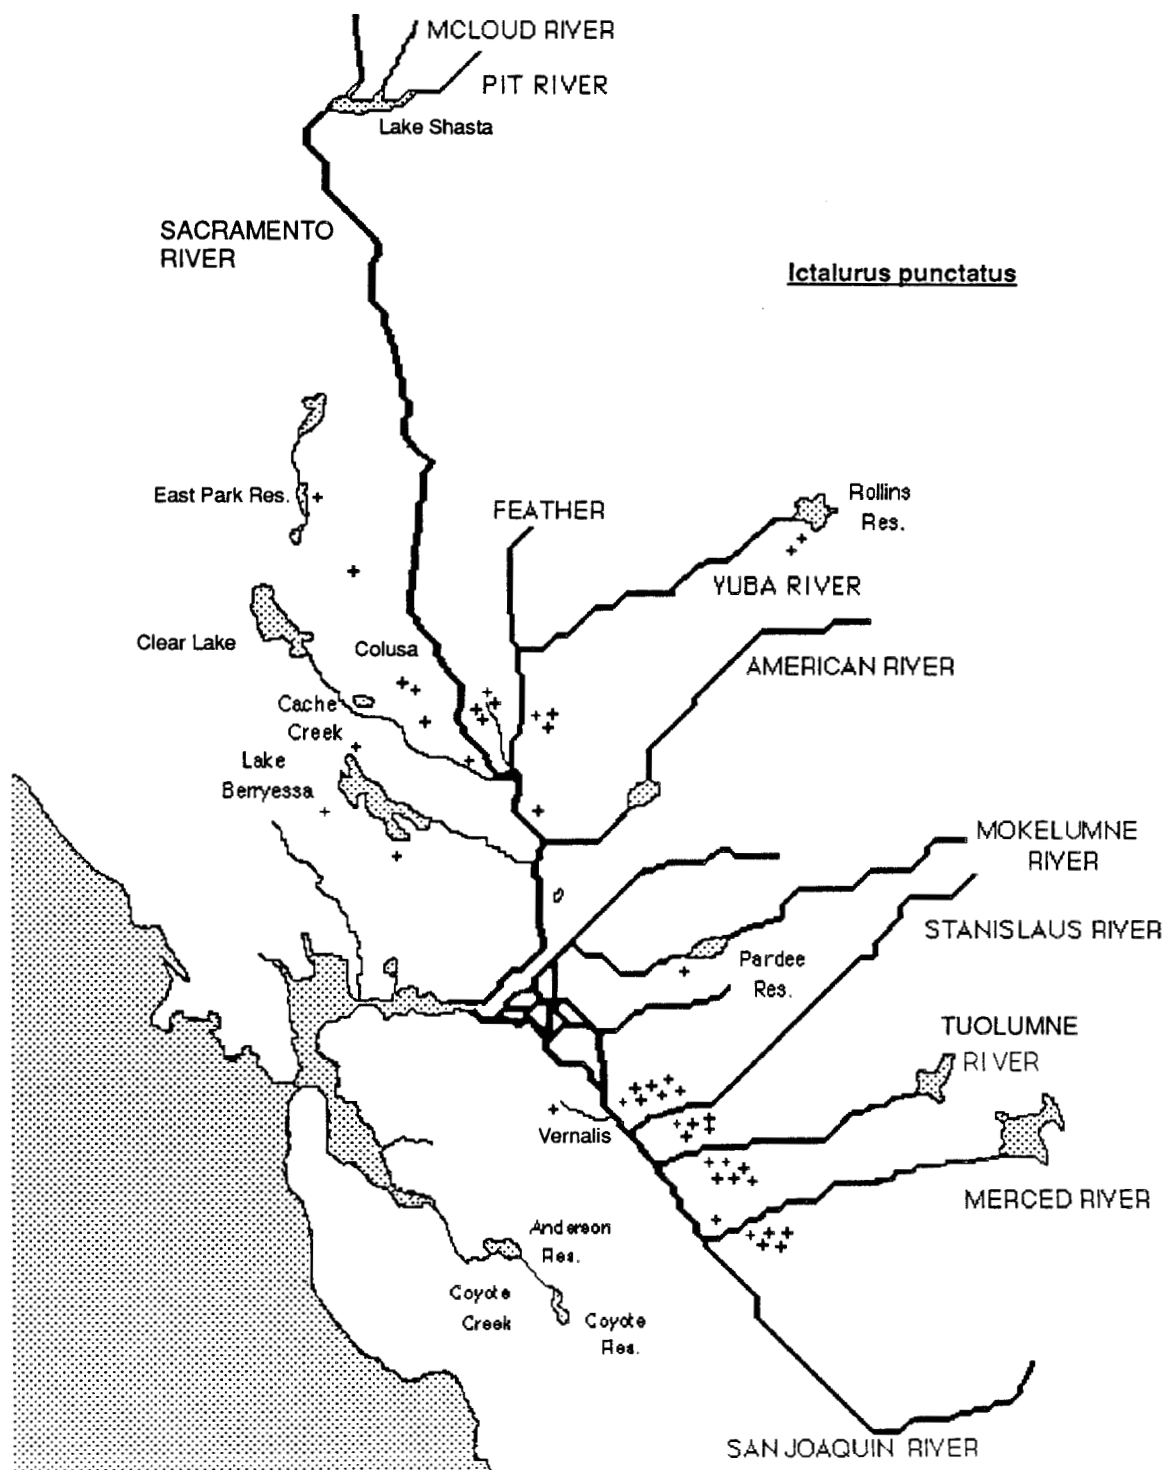 MCLOUD RIVER
PIT RIVER
Lake Shasta
SACRAMENTO
RIVER
Ictalurus punctatus
East Park Res.
FEATHER
Rollins
Res.
YUBA RIVER
Clear Lake
Colusa
AMERICAN RIVER
Cache
Creek
Lake
Berryessa
MOKELUMNE
RIVER
STANISLAUS RIVER
Pardee
Res.
TUOLUMNE
RIVER
Vernalis
MERCED RIVER
Anderson
Res.
Coyote
Creek
Coyote
Res.
SAN JOAQUIN RIVER